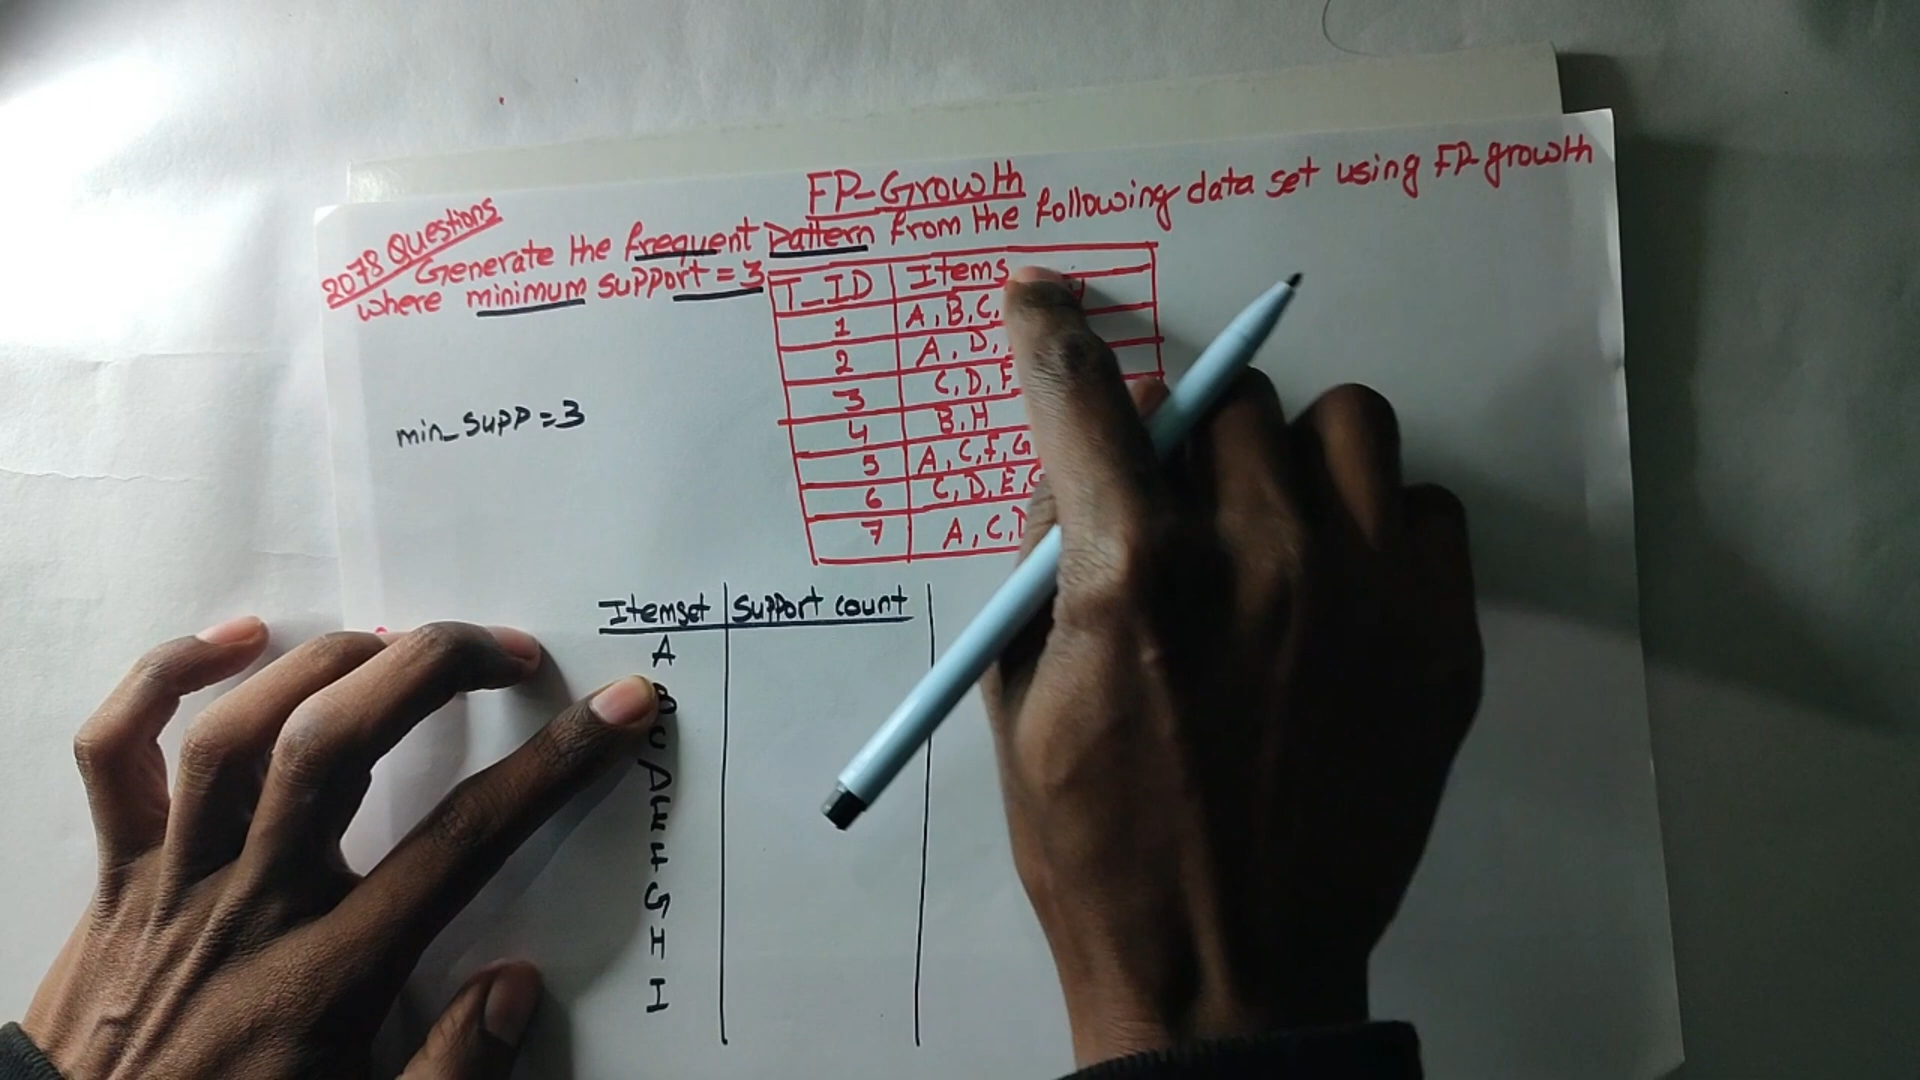 FP-Growth
2078 Questions
Generate the frequent pattern from the following data set using FP-growth
where minimum support = 3
T_ID Items
1 A, B, C,
2 A, D,
3 C, D, F
4 B, H
5 A, C, F, G
6 C, D, E, G
7 A, C, D
min_supp = 3
Itemset Support count
A
B
C
D
E
F
G
H
I